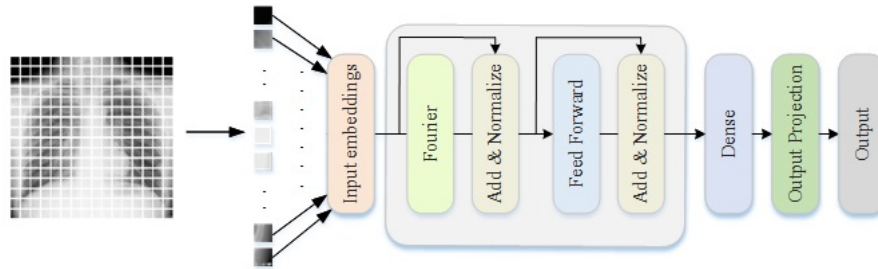 Input embeddings
Fourier
Add & Normalize
Feed Forward
Add & Normalize
Dense
Output Projection
Output